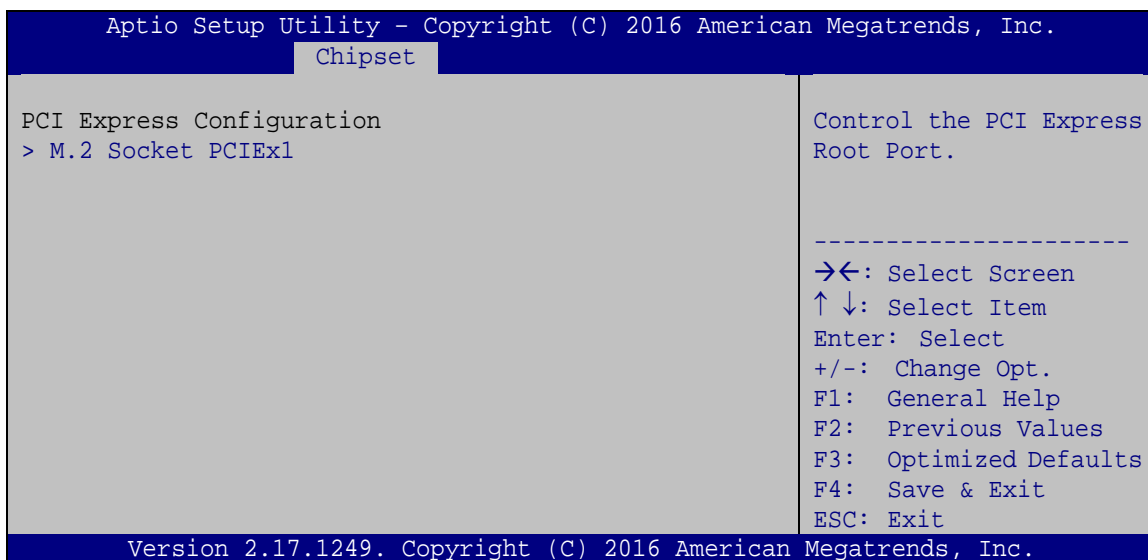 Aptio Setup Utility – Copyright (C) 2016 American Megatrends, Inc.
Chipset
PCI Express Configuration
> M.2 Socket PCIEx1
Control the PCI Express
Root Port.
----------------------
→←: Select Screen
↑ ↓: Select Item
Enter: Select
+/-: Change Opt.
F1: General Help
F2: Previous Values
F3: Optimized Defaults
F4: Save & Exit
ESC: Exit
Version 2.17.1249. Copyright (C) 2016 American Megatrends, Inc.